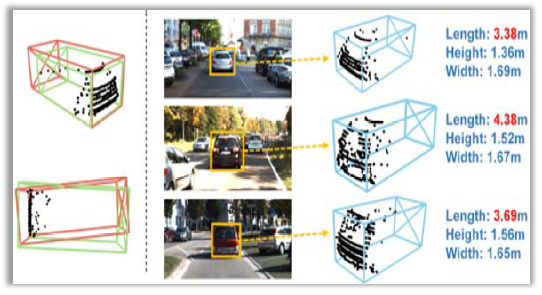 Length: 3.38m
Height: 1.36m
Width: 1.69m
Length: 4.38m
Height: 1.52m
Width: 1.67m
Length: 3.69m
Height: 1.56m
Width: 1.65m